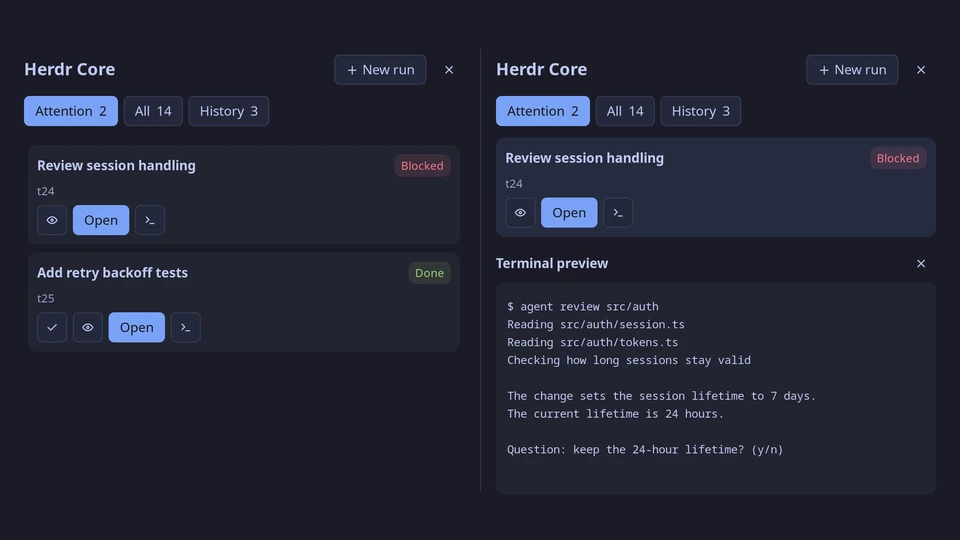 Herdr Core
+ New run
Attention 2
All 14
History 3
Review session handling
Blocked
t24
Open
Add retry backoff tests
Done
t25
Open
Herdr Core
+ New run
Attention 2
All 14
History 3
Review session handling
Blocked
t24
Open
Terminal preview
$ agent review src/auth
Reading src/auth/session.ts
Reading src/auth/tokens.ts
Checking how long sessions stay valid
The change sets the session lifetime to 7 days.
The current lifetime is 24 hours.
Question: keep the 24-hour lifetime? (y/n)